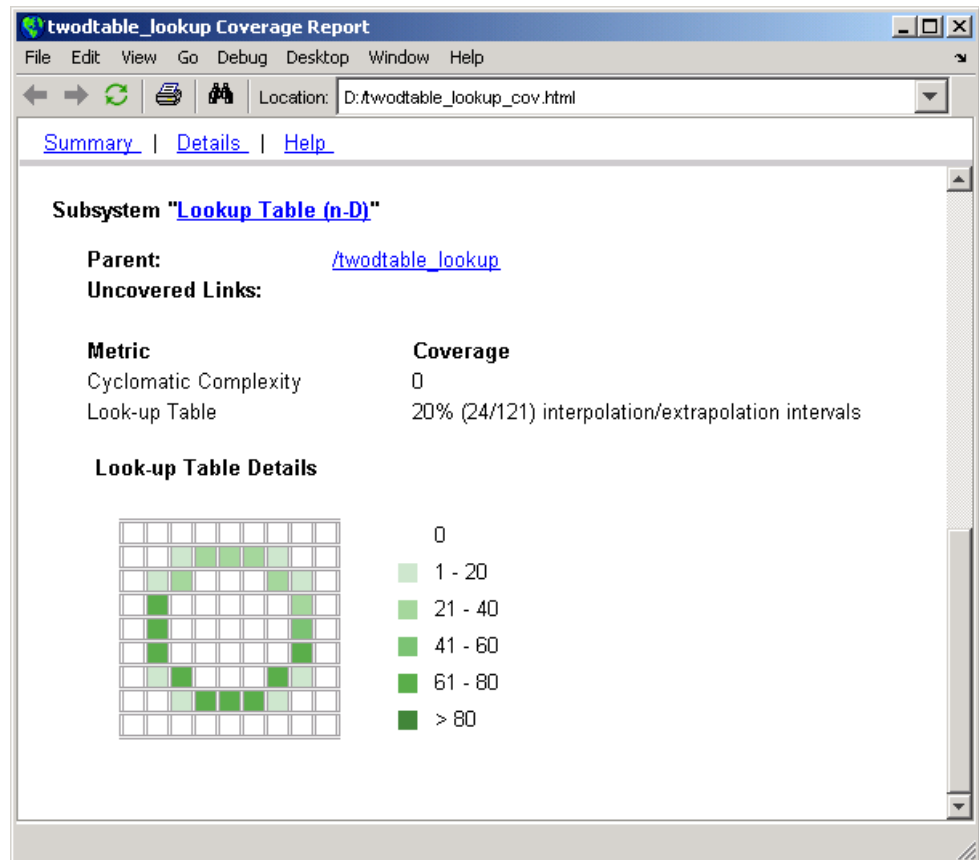 twodtable_lookup Coverage Report
File Edit View Go Debug Desktop Window Help
Location: D:/twodtable_lookup_cov.html
Summary | Details | Help
Subsystem "Lookup Table (n-D)"
Parent: /twodtable_lookup
Uncovered Links:
Metric Coverage
Cyclomatic Complexity 0
Look-up Table 20% (24/121) interpolation/extrapolation intervals
Look-up Table Details
0
1 - 20
21 - 40
41 - 60
61 - 80
> 80